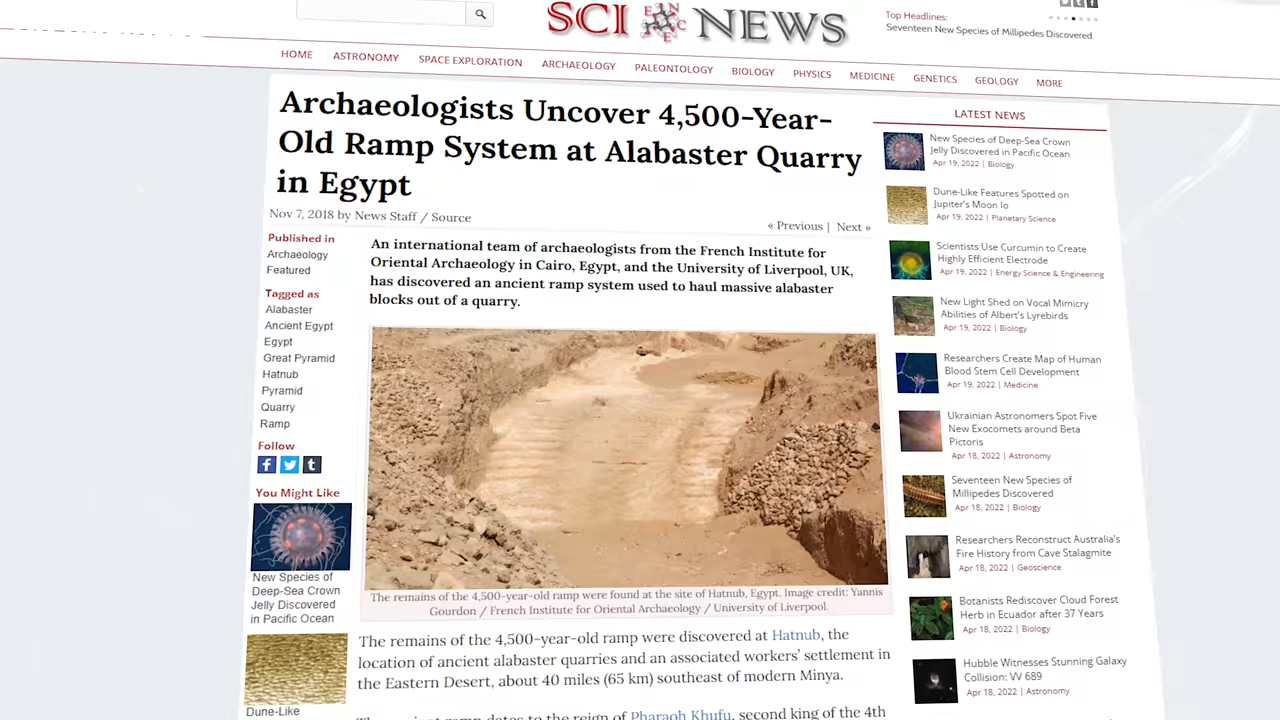 SCI ENCE NEWS
Top Headlines:
Seventeen New Species of Millipedes Discovered
HOME ASTRONOMY SPACE EXPLORATION ARCHAEOLOGY PALEONTOLOGY BIOLOGY PHYSICS MEDICINE GENETICS GEOLOGY MORE
Archaeologists Uncover 4,500-Year-
Old Ramp System at Alabaster Quarry
in Egypt
Nov 7, 2018 by News Staff / Source
« Previous | Next »
Published in
Archaeology
Featured
Tagged as
Alabaster
Ancient Egypt
Egypt
Great Pyramid
Hatnub
Pyramid
Quarry
Ramp
Follow
You Might Like
New Species of
Deep-Sea Crown
Jelly Discovered
in Pacific Ocean
Dune-Like
An international team of archaeologists from the French Institute for
Oriental Archaeology in Cairo, Egypt, and the University of Liverpool, UK,
has discovered an ancient ramp system used to haul massive alabaster
blocks out of a quarry.
The remains of the 4,500-year-old ramp were found at the site of Hatnub, Egypt. Image credit: Yannis
Gourdon / French Institute for Oriental Archaeology / University of Liverpool.
The remains of the 4,500-year-old ramp were discovered at Hatnub, the
location of ancient alabaster quarries and an associated workers' settlement in
the Eastern Desert, about 40 miles (65 km) southeast of modern Minya.
ramp dates to the reign of Pharaoh Khufu, second king of the 4th
LATEST NEWS
New Species of Deep-Sea Crown
Jelly Discovered in Pacific Ocean
Apr 19, 2022 | Biology
Dune-Like Features Spotted on
Jupiter's Moon Io
Apr 19, 2022 | Planetary Science
Scientists Use Curcumin to Create
Highly Efficient Electrode
Apr 19, 2022 | Energy Science & Engineering
New Light Shed on Vocal Mimicry
Abilities of Albert's Lyrebirds
Apr 19, 2022 | Biology
Researchers Create Map of Human
Blood Stem Cell Development
Apr 19, 2022 | Medicine
Ukrainian Astronomers Spot Five
New Exocomets around Beta
Pictoris
Apr 18, 2022 | Astronomy
Seventeen New Species of
Millipedes Discovered
Apr 18, 2022 | Biology
Researchers Reconstruct Australia's
Fire History from Cave Stalagmite
Apr 18, 2022 | Geoscience
Botanists Rediscover Cloud Forest
Herb in Ecuador after 37 Years
Apr 18, 2022 | Biology
Hubble Witnesses Stunning Galaxy
Collision: VV 689
Apr 18, 2022 | Astronomy